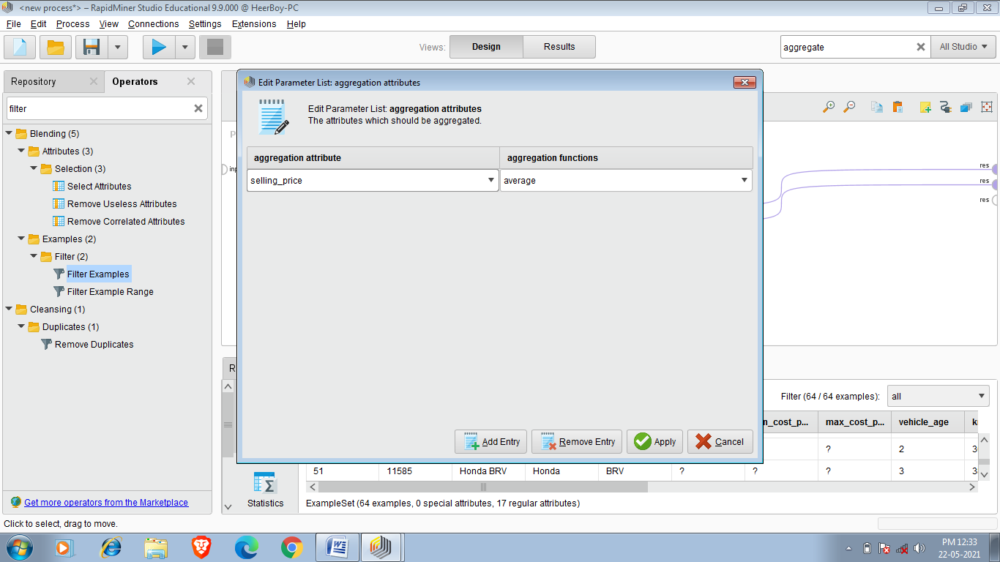 <new process*> – RapidMiner Studio Educational 9.9.000 @ HeerBoy-PC
File Edit Process View Connections Settings Extensions Help
Views: Design Results
aggregate
All Studio
Repository
Operators
filter
Blending (5)
Attributes (3)
Selection (3)
Select Attributes
Remove Useless Attributes
Remove Correlated Attributes
Examples (2)
Filter (2)
Filter Examples
Filter Example Range
Cleansing (1)
Duplicates (1)
Remove Duplicates
Get more operators from the Marketplace
Click to select, drag to move.
Edit Parameter List: aggregation attributes
Edit Parameter List: aggregation attributes
The attributes which should be aggregated.
aggregation attribute aggregation functions
selling_price average
Add Entry Remove Entry Apply Cancel
P
inp
res
res
res
R
Filter (64 / 64 examples): all
n_cost_p... max_cost_p... vehicle_age k
? 2 3
51 11585 Honda BRV Honda BRV ? ? ? 3 3
Statistics
ExampleSet (64 examples, 0 special attributes, 17 regular attributes)
PM 12:33
22-05-2021